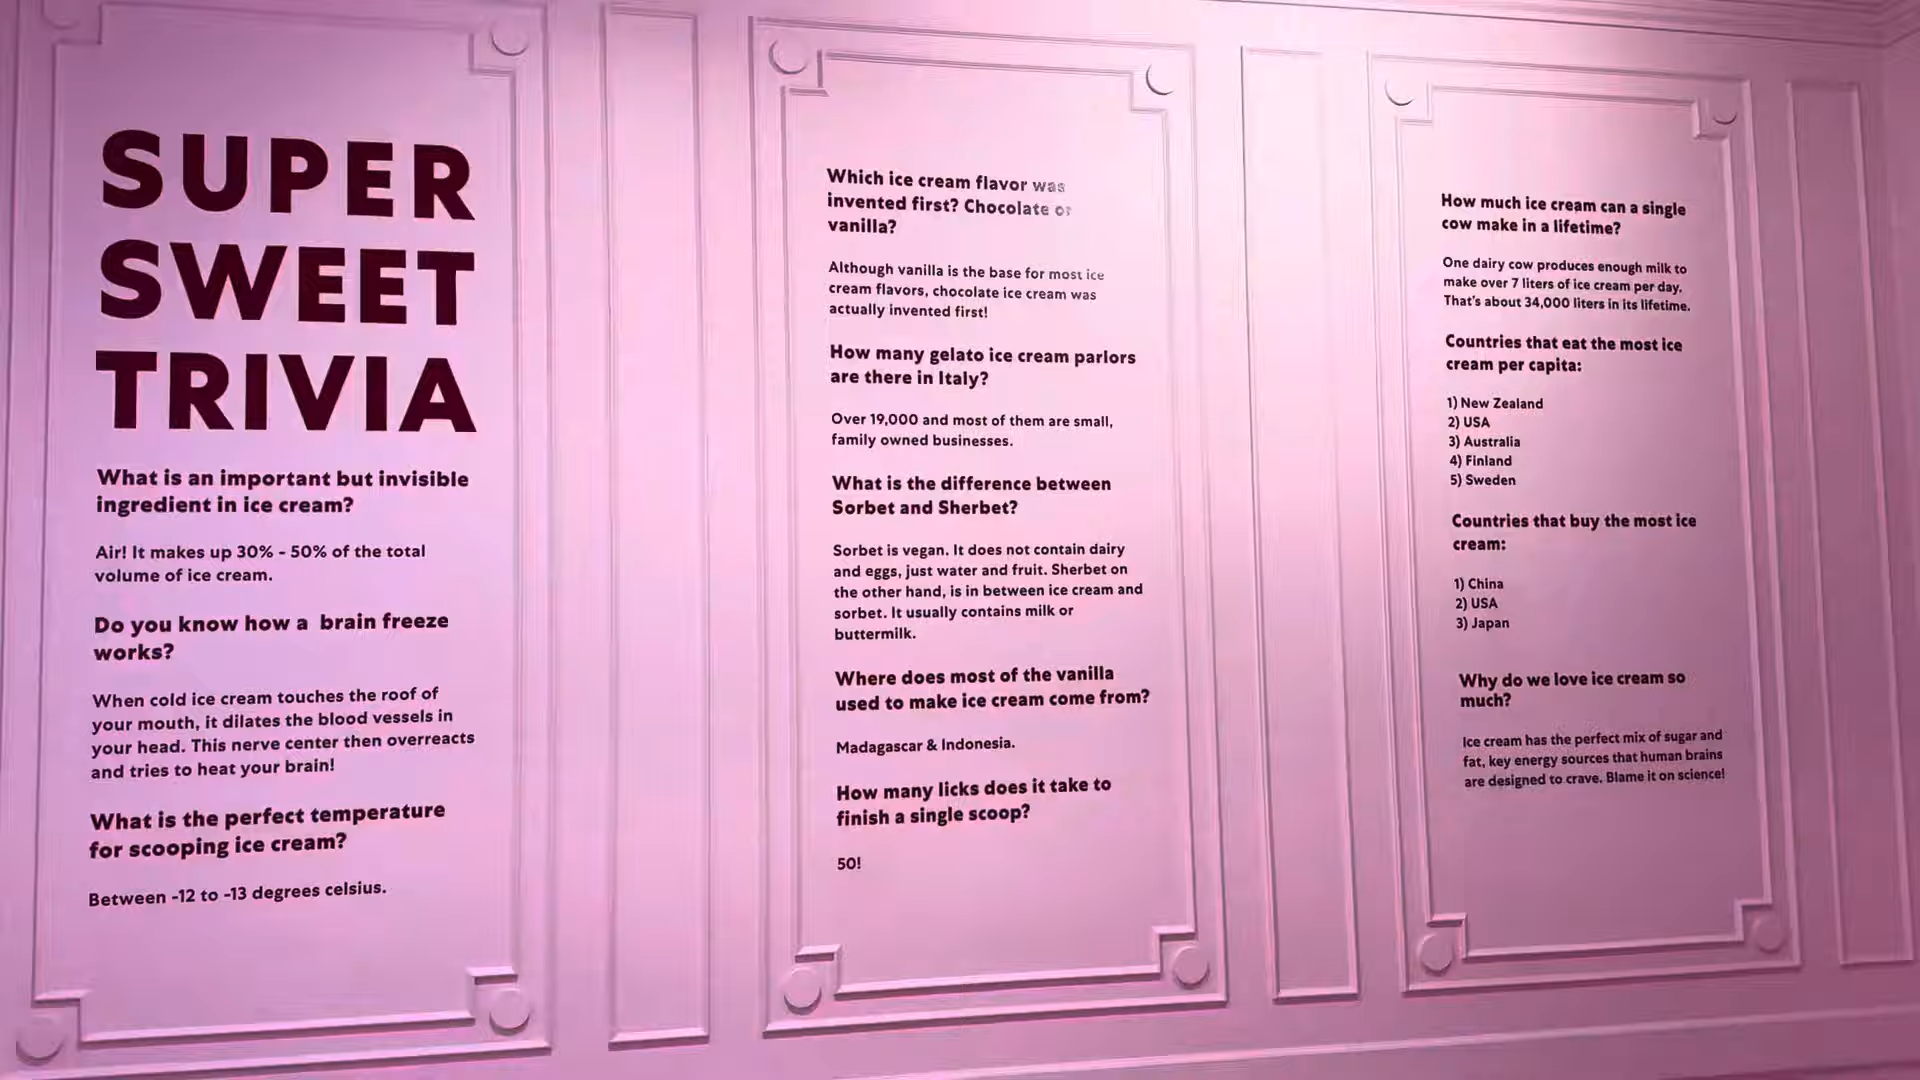 SUPER
SWEET
TRIVIA
What is an important but invisible
ingredient in ice cream?
Air! It makes up 30% - 50% of the total
volume of ice cream.
Do you know how a brain freeze
works?
When cold ice cream touches the roof of
your mouth, it dilates the blood vessels in
your head. This nerve center then overreacts
and tries to heat your brain!
What is the perfect temperature
for scooping ice cream?
Between -12 to -13 degrees celsius.
Which ice cream flavor was
invented first? Chocolate or
vanilla?
Although vanilla is the base for most ice
cream flavors, chocolate ice cream was
actually invented first!
How many gelato ice cream parlors
are there in Italy?
Over 19,000 and most of them are small,
family owned businesses.
What is the difference between
Sorbet and Sherbet?
Sorbet is vegan. It does not contain dairy
and eggs, just water and fruit. Sherbet on
the other hand, is in between ice cream and
sorbet. It usually contains milk or
buttermilk.
Where does most of the vanilla
used to make ice cream come from?
Madagascar & Indonesia.
How many licks does it take to
finish a single scoop?
50!
How much ice cream can a single
cow make in a lifetime?
One dairy cow produces enough milk to
make over 7 liters of ice cream per day.
That's about 34,000 liters in its lifetime.
Countries that eat the most ice
cream per capita:
1) New Zealand
2) USA
3) Australia
4) Finland
5) Sweden
Countries that buy the most ice
cream:
1) China
2) USA
3) Japan
Why do we love ice cream so
much?
Ice cream has the perfect mix of sugar and
fat, key energy sources that human brains
are designed to crave. Blame it on science!